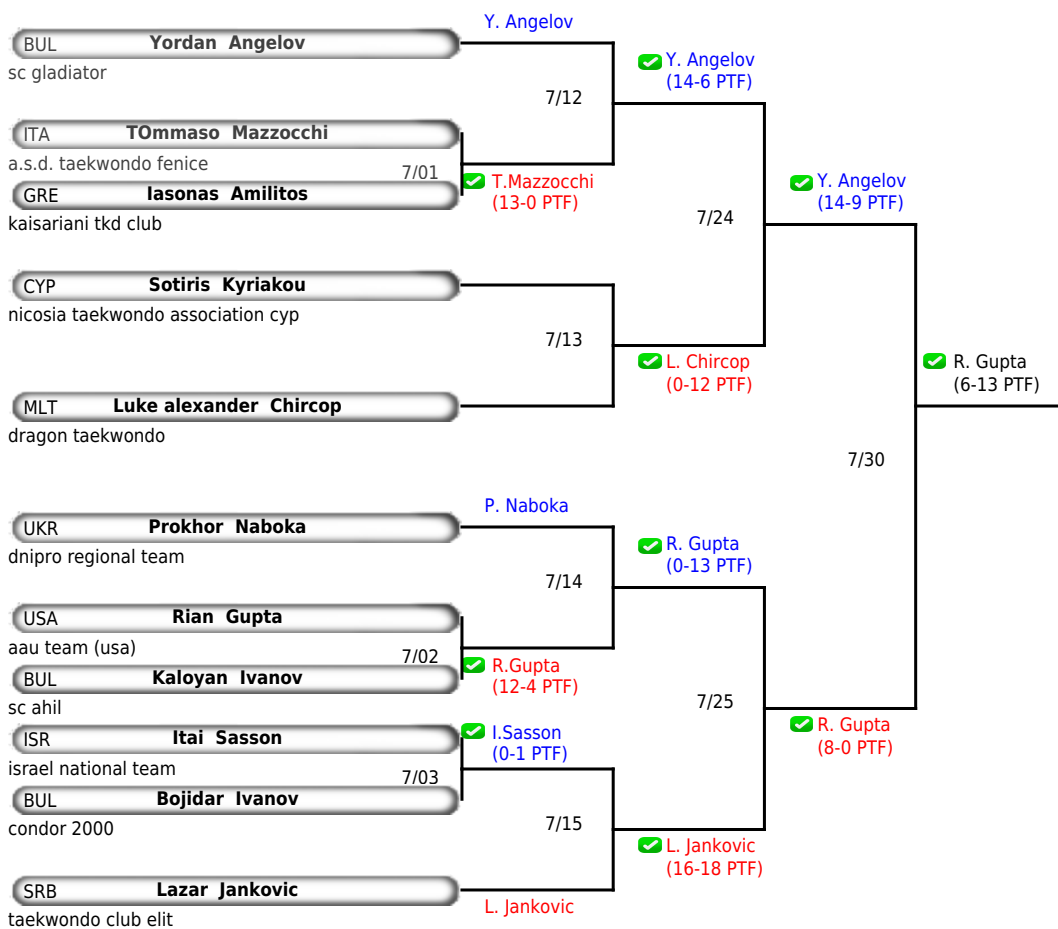 Y. Angelov
BUL Yordan Angelov
sc gladiator
Y. Angelov
(14-6 PTF)
7/12
ITA TOmmaso Mazzocchi
a.s.d. taekwondo fenice
7/01
T.Mazzocchi
(13-0 PTF)
GRE Iasonas Amilitos
kaisariani tkd club
Y. Angelov
(14-9 PTF)
7/24
CYP Sotiris Kyriakou
nicosia taekwondo association cyp
7/13
L. Chircop
(0-12 PTF)
R. Gupta
(6-13 PTF)
MLT Luke alexander Chircop
dragon taekwondo
7/30
P. Naboka
UKR Prokhor Naboka
dnipro regional team
R. Gupta
(0-13 PTF)
7/14
USA Rian Gupta
aau team (usa)
7/02
R.Gupta
(12-4 PTF)
BUL Kaloyan Ivanov
sc ahil
7/25
R. Gupta
(8-0 PTF)
ISR Itai Sasson
israel national team
I.Sasson
(0-1 PTF)
7/03
BUL Bojidar Ivanov
condor 2000
7/15
L. Jankovic
(16-18 PTF)
SRB Lazar Jankovic
taekwondo club elit
L. Jankovic